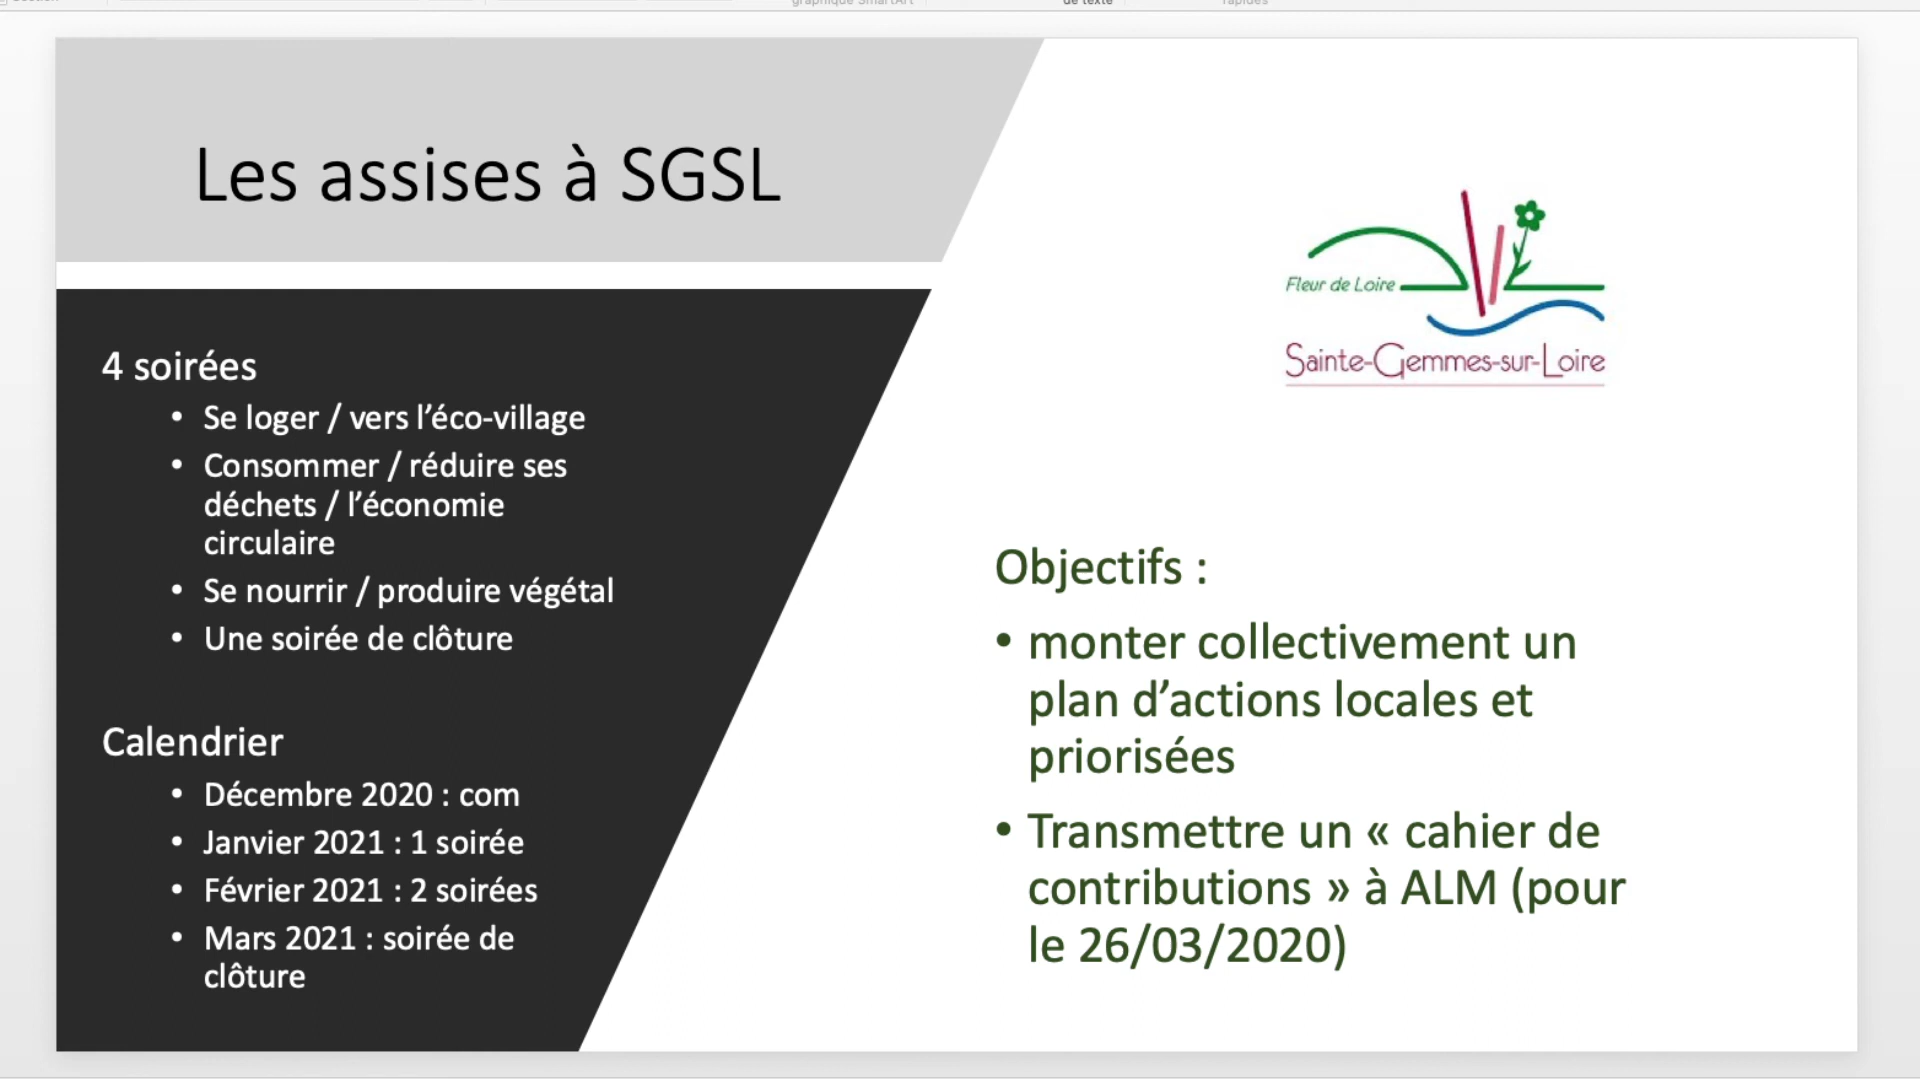 de texte
Les assises à SGSL
4 soirées
• Se loger / vers l’éco-village
• Consommer / réduire ses
déchets / l’économie
circulaire
• Se nourrir / produire végétal
• Une soirée de clôture
Calendrier
• Décembre 2020 : com
• Janvier 2021 : 1 soirée
• Février 2021 : 2 soirées
• Mars 2021 : soirée de
clôture
Fleur de Loire
Sainte-Gemmes-sur-Loire
Objectifs :
• monter collectivement un
plan d’actions locales et
priorisées
• Transmettre un « cahier de
contributions » à ALM (pour
le 26/03/2020)